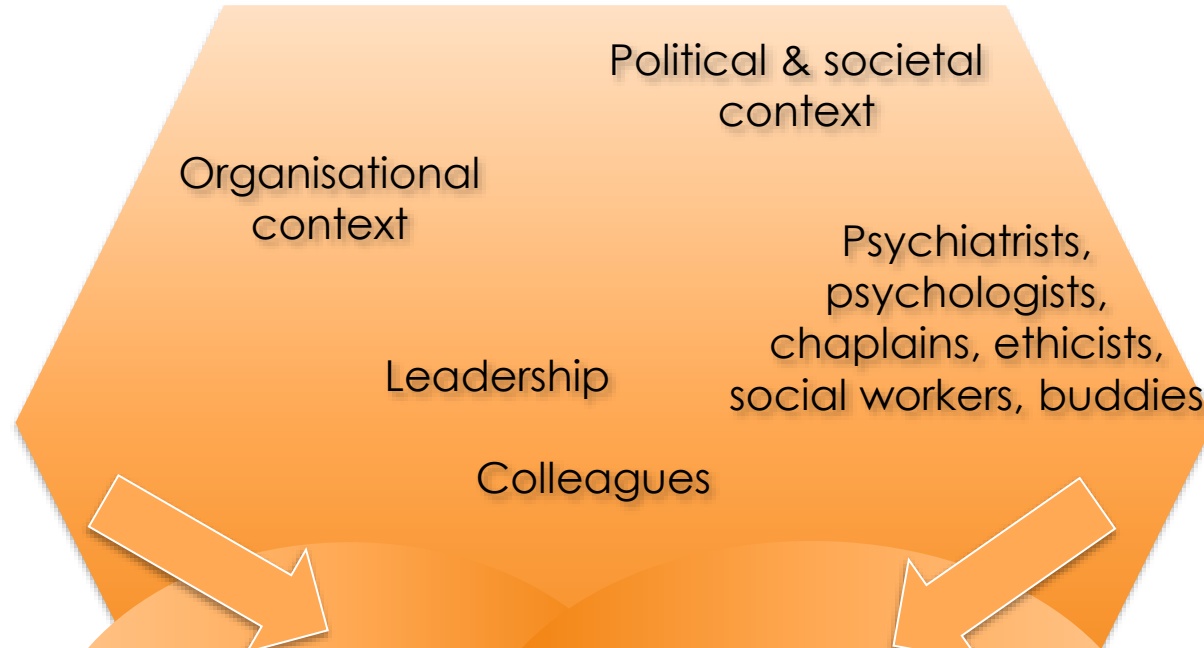 Political & societal
context
Organisational
context
Psychiatrists,
psychologists,
chaplains, ethicists,
social workers, buddies
Leadership
Colleagues